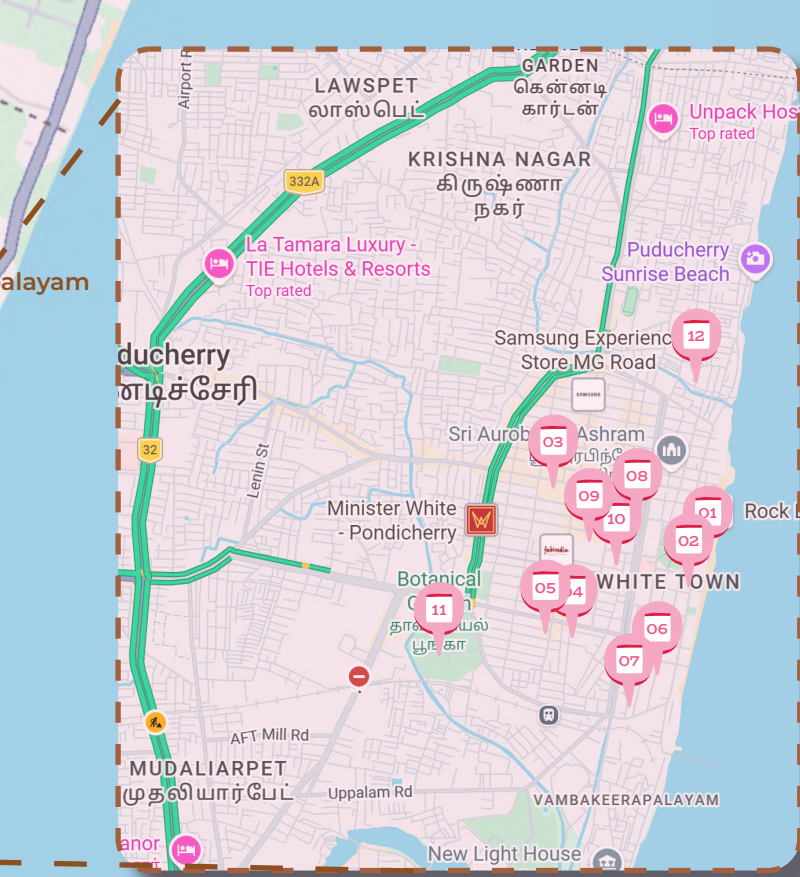 Airport R
LAWSPET
லாஸ்பெட்
GARDEN
கென்னடி
கார்டன்
Unpack Hos
Top rated
332A
KRISHNA NAGAR
கிருஷ்ணா
நகர்
La Tamara Luxury -
TIE Hotels & Resorts
Top rated
Puducherry
Sunrise Beach
alayam
12
Samsung Experienc
Store MG Road
ducherry
SAMSUNG
Sri Aurob Ashram
03
32
Lenin St
08
09
10
01
Rock
Minister White
- Pondicherry
02
fabindia
Botanical
WHITE TOWN
05
04
11
பூங்கா
06
07
AFT Mill Rd
MUDALIARPET
முதலியார்பேட்
Uppalam Rd
VAMBAKEERAPALAYAM
anor
New Light House